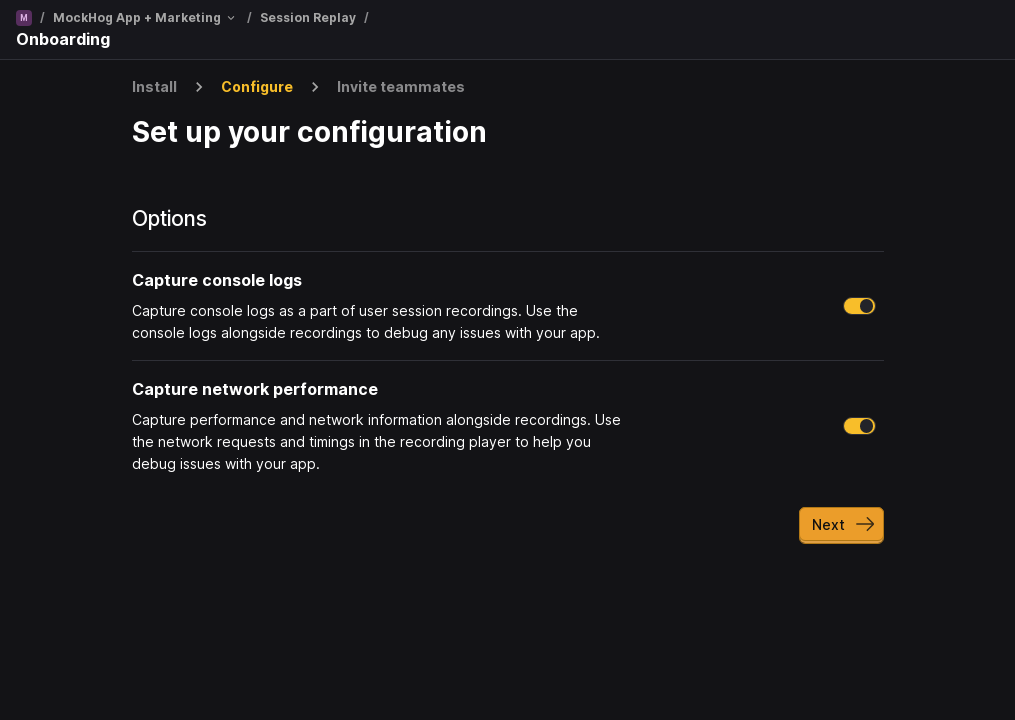 M / MockHog App + Marketing / Session Replay /
Onboarding
Install > Configure > Invite teammates
Set up your configuration
Options
Capture console logs
Capture console logs as a part of user session recordings. Use the
console logs alongside recordings to debug any issues with your app.
Capture network performance
Capture performance and network information alongside recordings. Use
the network requests and timings in the recording player to help you
debug issues with your app.
Next